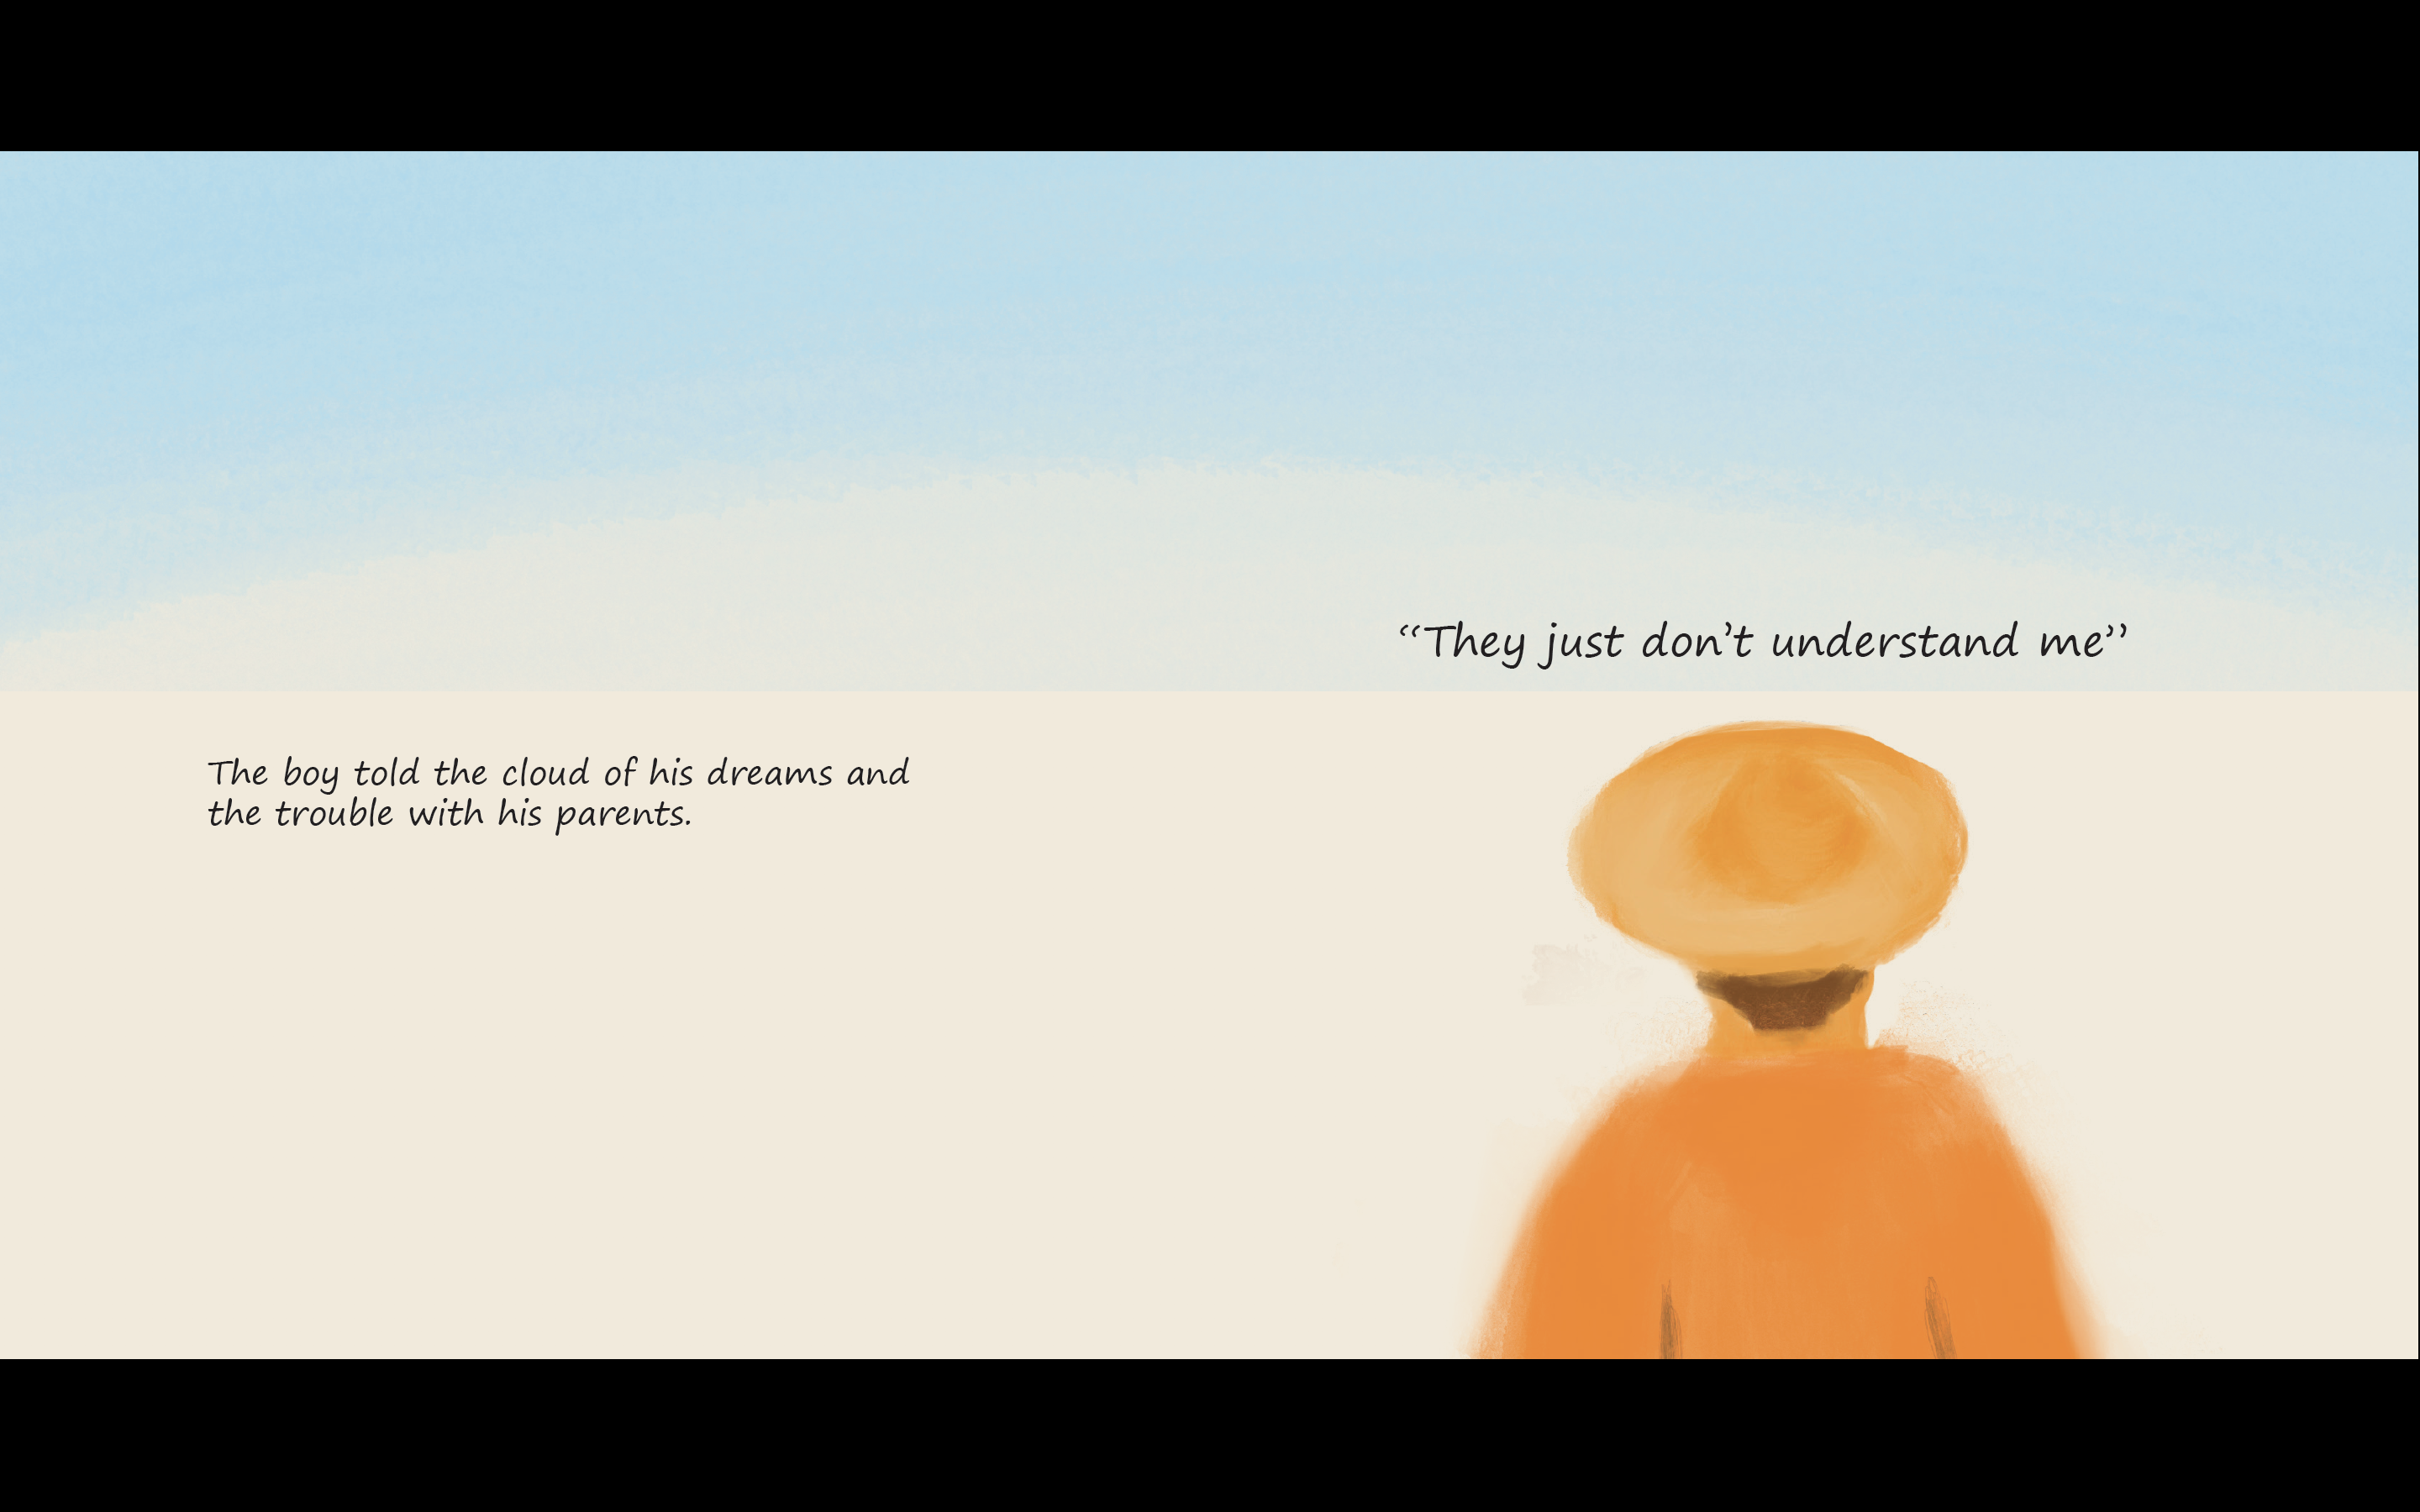 “They just don’t understand me”
The boy told the cloud of his dreams and
the trouble with his parents.